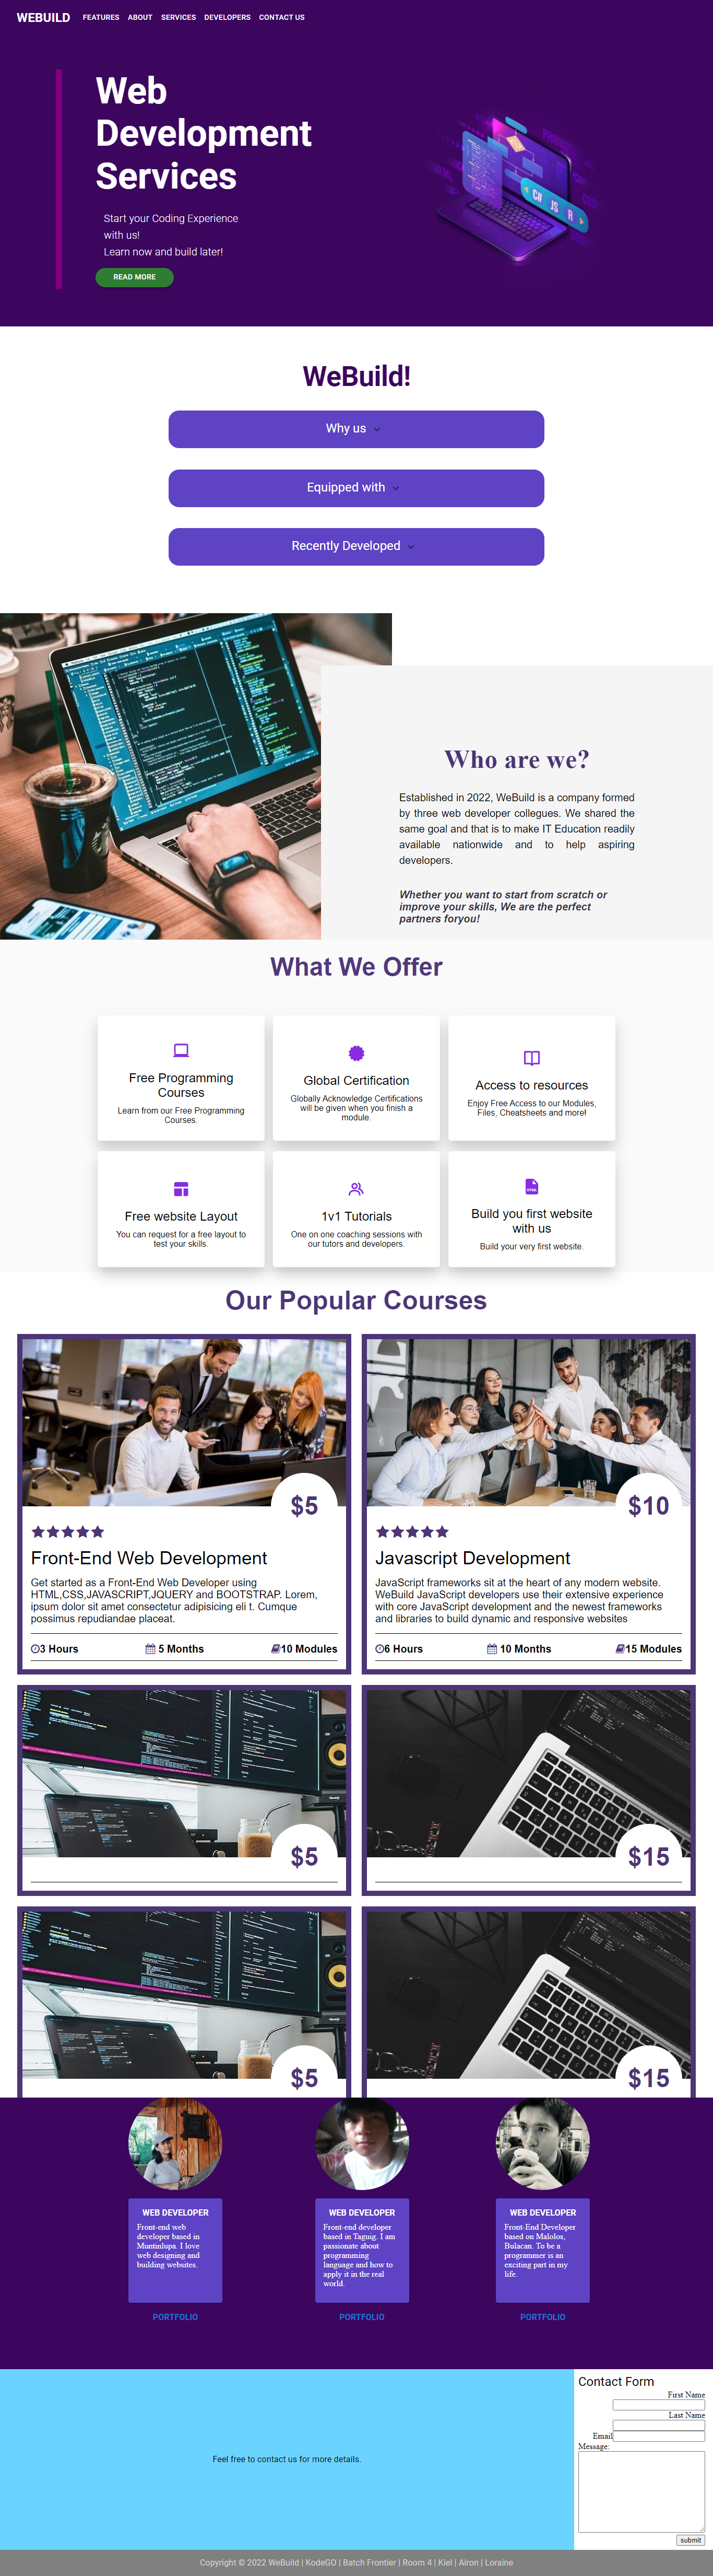 WEBUILD FEATURES ABOUT SERVICES DEVELOPERS CONTACT US
Web
Development
Services
C# JS R
Start your Coding Experience
with us!
Learn now and build later!
READ MORE
WeBuild!
Why us
Equipped with
Recently Developed
Who are we?
Established in 2022, WeBuild is a company formed
by three web developer collegues. We shared the
same goal and that is to make IT Education readily
available nationwide and to help aspiring
developers.
Whether you want to start from scratch or
improve your skills, We are the perfect
partners foryou!
What We Offer
Free Programming
Courses
Learn from our Free Programming
Courses.
Global Certification
Globally Acknowledge Certifications
will be given when you finish a
module.
Access to resources
Enjoy Free Access to our Modules,
Files, Cheatsheets and more!
Free website Layout
You can request for a free layout to
test your skills.
1v1 Tutorials
One on one coaching sessions with
our tutors and developers.
HTML
Build you first website
with us
Build your very first website.
Our Popular Courses
$5
Front-End Web Development
Get started as a Front-End Web Developer using
HTML,CSS,JAVASCRIPT,JQUERY and BOOTSTRAP. Lorem,
ipsum dolor sit amet consectetur adipisicing eli t. Cumque
possimus repudiandae placeat.
3 Hours 5 Months 10 Modules
$10
Javascript Development
JavaScript frameworks sit at the heart of any modern website.
WeBuild JavaScript developers use their extensive experience
with core JavaScript development and the newest frameworks
and libraries to build dynamic and responsive websites
6 Hours 10 Months 15 Modules
$5
$15
$5
$15
WEB DEVELOPER
Front-end web
developer based in
Muntinlupa. I love
web designing and
building websites.
PORTFOLIO
WEB DEVELOPER
Front-end developer
based in Taguig. I am
passionate about
programming
language and how to
apply it in the real
world.
PORTFOLIO
WEB DEVELOPER
Front-End Developer
based on Malolos,
Bulacan. To be a
programmer is an
exciting part in my
life.
PORTFOLIO
Feel free to contact us for more details.
Contact Form
First Name
Last Name
Email
Message:
submit
Copyright © 2022 WeBuild | KodeGO | Batch Frontier | Room 4 | Kiel | Airon | Loraine